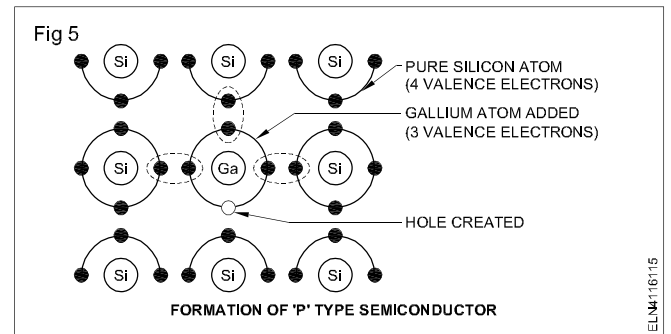 Fig 5
Si Si Si
PURE SILICON ATOM
(4 VALENCE ELECTRONS)
GALLIUM ATOM ADDED
(3 VALENCE ELECTRONS)
Si Ga Si
HOLE CREATED
Si Si Si
FORMATION OF 'P' TYPE SEMICONDUCTOR
ELN4116115